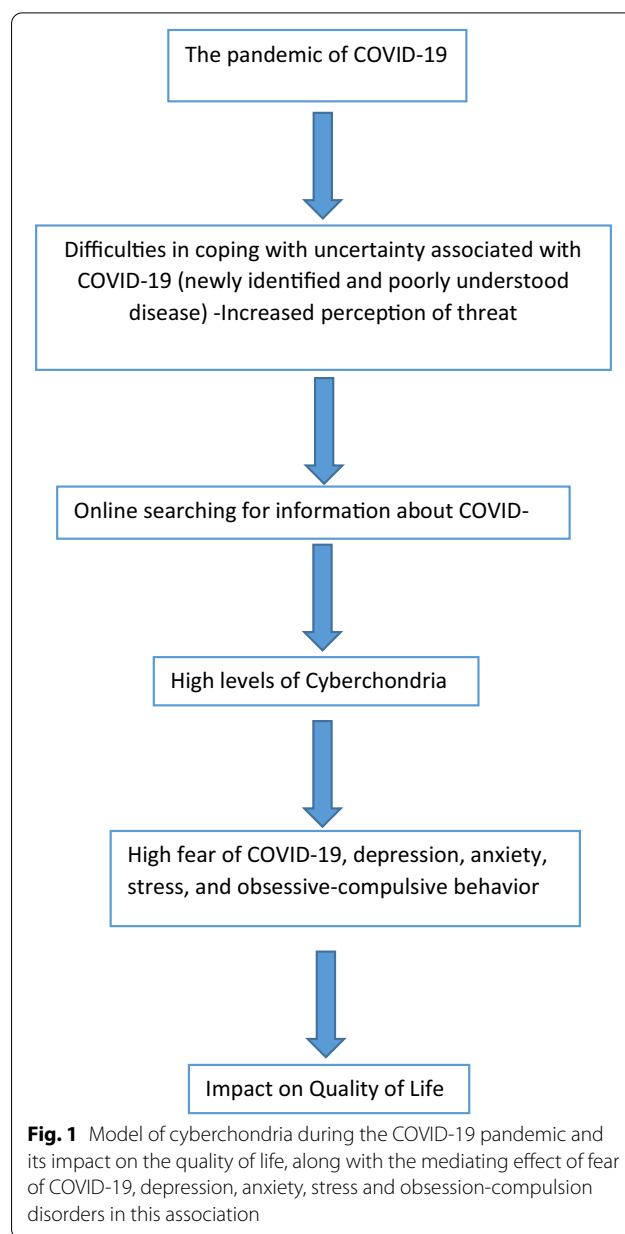 The pandemic of COVID-19
Difficulties in coping with uncertainty associated with
COVID-19 (newly identified and poorly understood
disease) -Increased perception of threat
Online searching for information about COVID-
High levels of Cyberchondria
High fear of COVID-19, depression, anxiety,
stress, and obsessive-compulsive behavior
Impact on Quality of Life
Fig. 1 Model of cyberchondria during the COVID-19 pandemic and
its impact on the quality of life, along with the mediating effect of fear
of COVID-19, depression, anxiety, stress and obsession-compulsion
disorders in this association